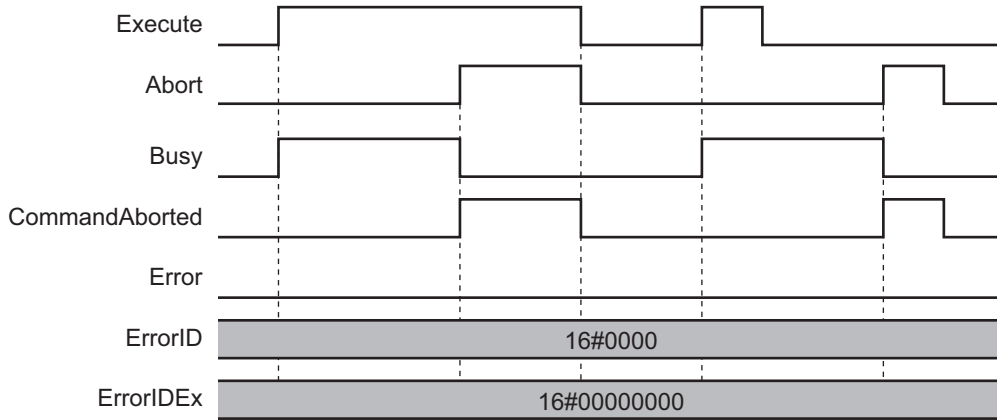 Execute
Abort
Busy
CommandAborted
Error
ErrorID
16#0000
ErrorIDEx
16#00000000